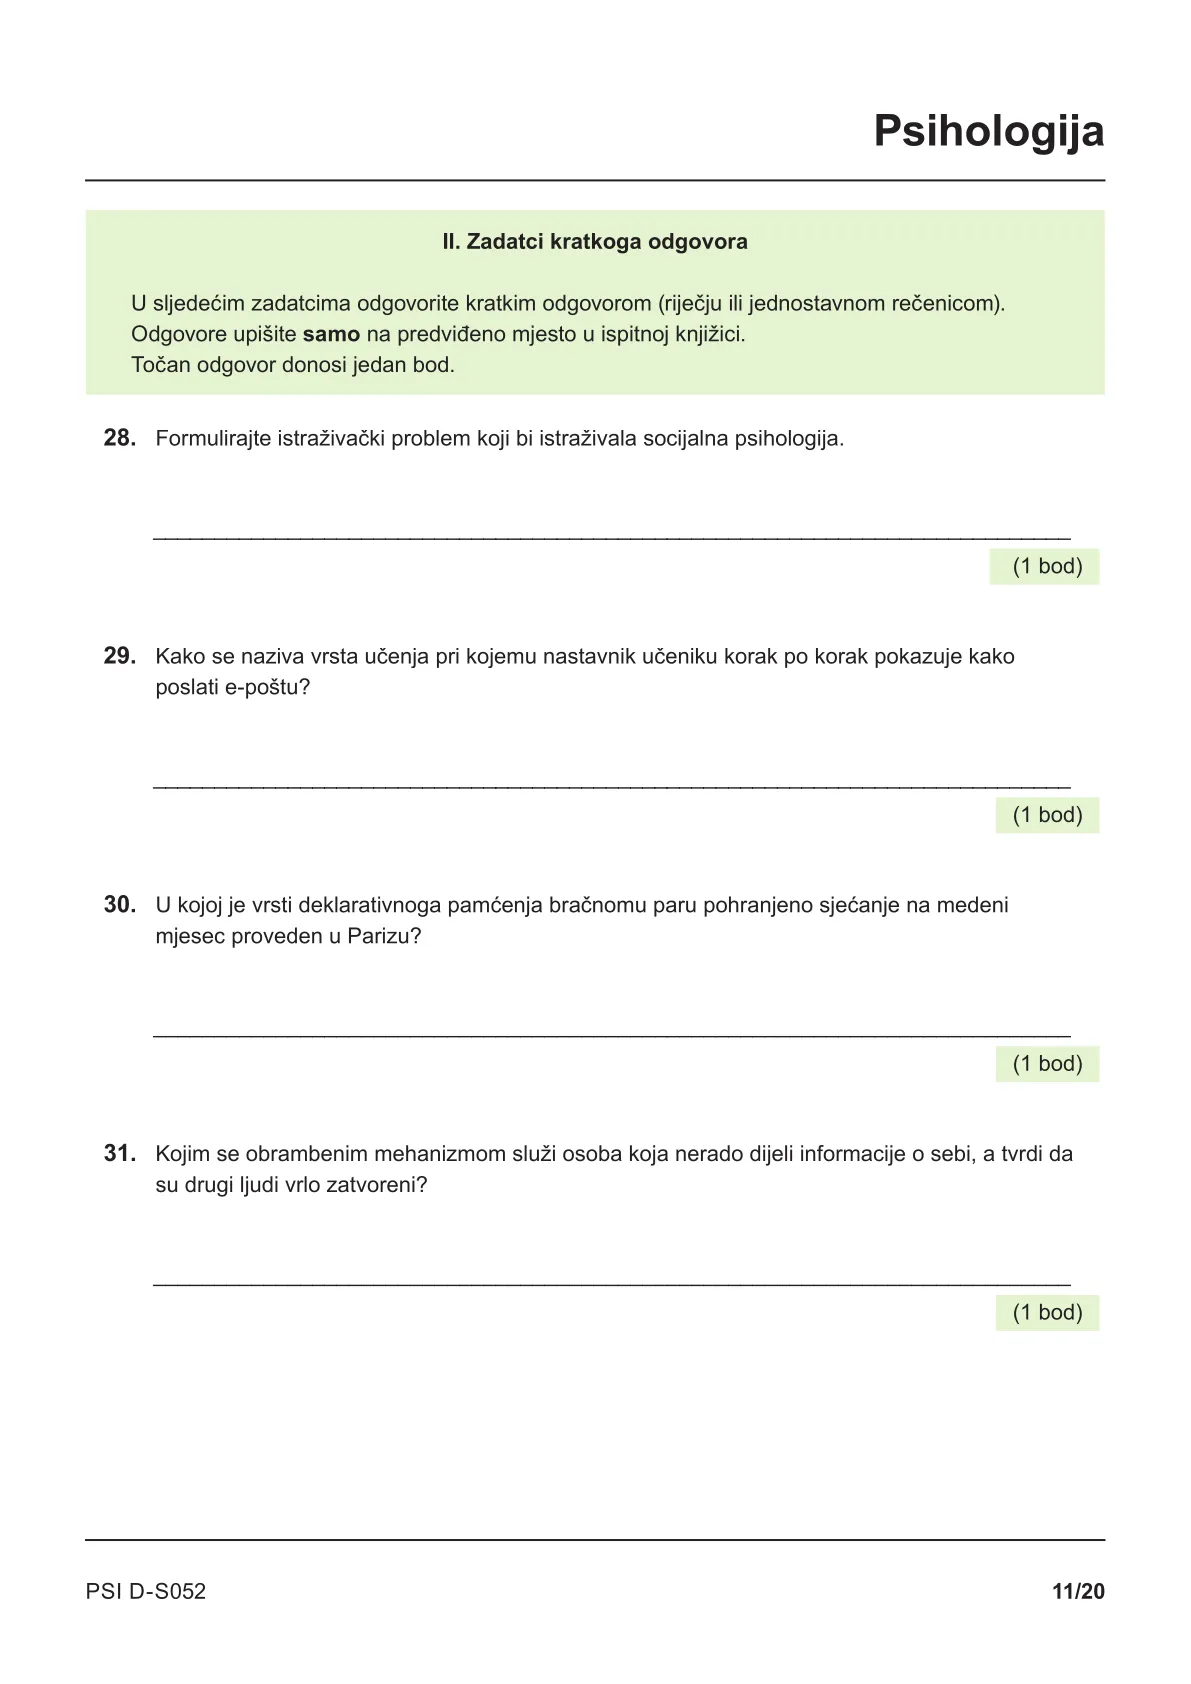 Psihologija
II. Zadatci kratkoga odgovora
U sljedećim zadatcima odgovorite kratkim odgovorom (riječju ili jednostavnom rečenicom).
Odgovore upišite samo na predviđeno mjesto u ispitnoj knjižici.
Točan odgovor donosi jedan bod.
28. Formulirajte istraživački problem koji bi istraživala socijalna psihologija.
(1 bod)
29. Kako se naziva vrsta učenja pri kojemu nastavnik učeniku korak po korak pokazuje kako
poslati e-poštu?
(1 bod)
30. U kojoj je vrsti deklarativnoga pamćenja bračnomu paru pohranjeno sjećanje na medeni
mjesec proveden u Parizu?
(1 bod)
31. Kojim se obrambenim mehanizmom služi osoba koja nerado dijeli informacije o sebi, a tvrdi da
su drugi ljudi vrlo zatvoreni?
(1 bod)
PSI D-S052
11/20